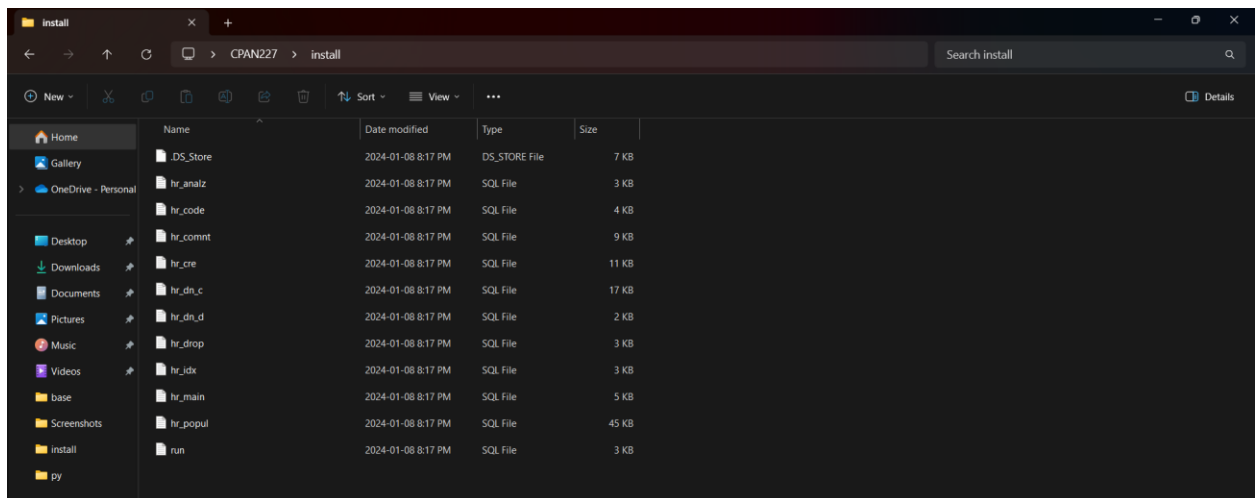 install
CPAN227 > install
Search install
New
Sort
View
Details
Name Date modified Type Size
Home
Gallery
OneDrive - Personal
Desktop
Downloads
Documents
Pictures
Music
Videos
base
Screenshots
install
py
.DS_Store 2024-01-08 8:17 PM DS_STORE File 7 KB
hr_analz 2024-01-08 8:17 PM SQL File 3 KB
hr_code 2024-01-08 8:17 PM SQL File 4 KB
hr_comnt 2024-01-08 8:17 PM SQL File 9 KB
hr_cre 2024-01-08 8:17 PM SQL File 11 KB
hr_dn_c 2024-01-08 8:17 PM SQL File 17 KB
hr_dn_d 2024-01-08 8:17 PM SQL File 2 KB
hr_drop 2024-01-08 8:17 PM SQL File 3 KB
hr_idx 2024-01-08 8:17 PM SQL File 3 KB
hr_main 2024-01-08 8:17 PM SQL File 5 KB
hr_popul 2024-01-08 8:17 PM SQL File 45 KB
run 2024-01-08 8:17 PM SQL File 3 KB